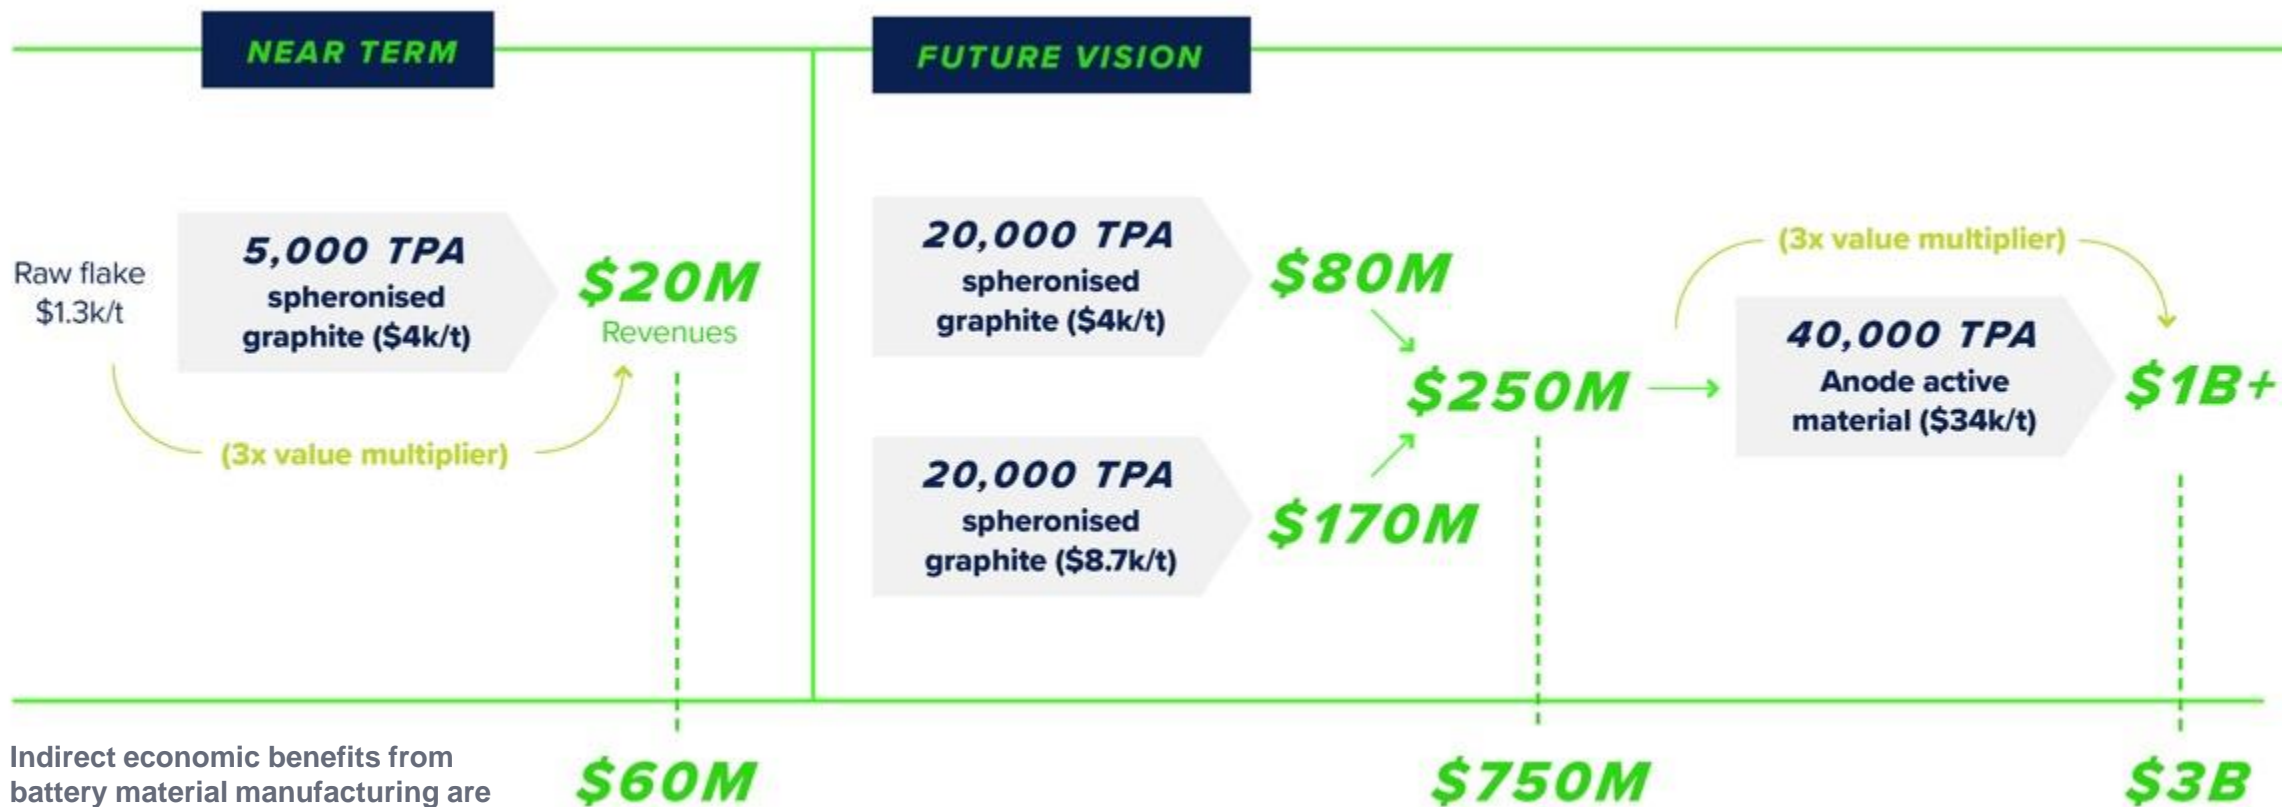 NEAR TERM
FUTURE VISION
Raw flake
$1.3k/t
5,000 TPA
spheronised
graphite ($4k/t)
$20M
Revenues
(3x value multiplier)
20,000 TPA
spheronised
graphite ($4k/t)
$80M
20,000 TPA
spheronised
graphite ($8.7k/t)
$170M
$250M
(3x value multiplier)
40,000 TPA
Anode active
material ($34k/t)
$1B+
Indirect economic benefits from
battery material manufacturing are
$60M
$750M
$3B